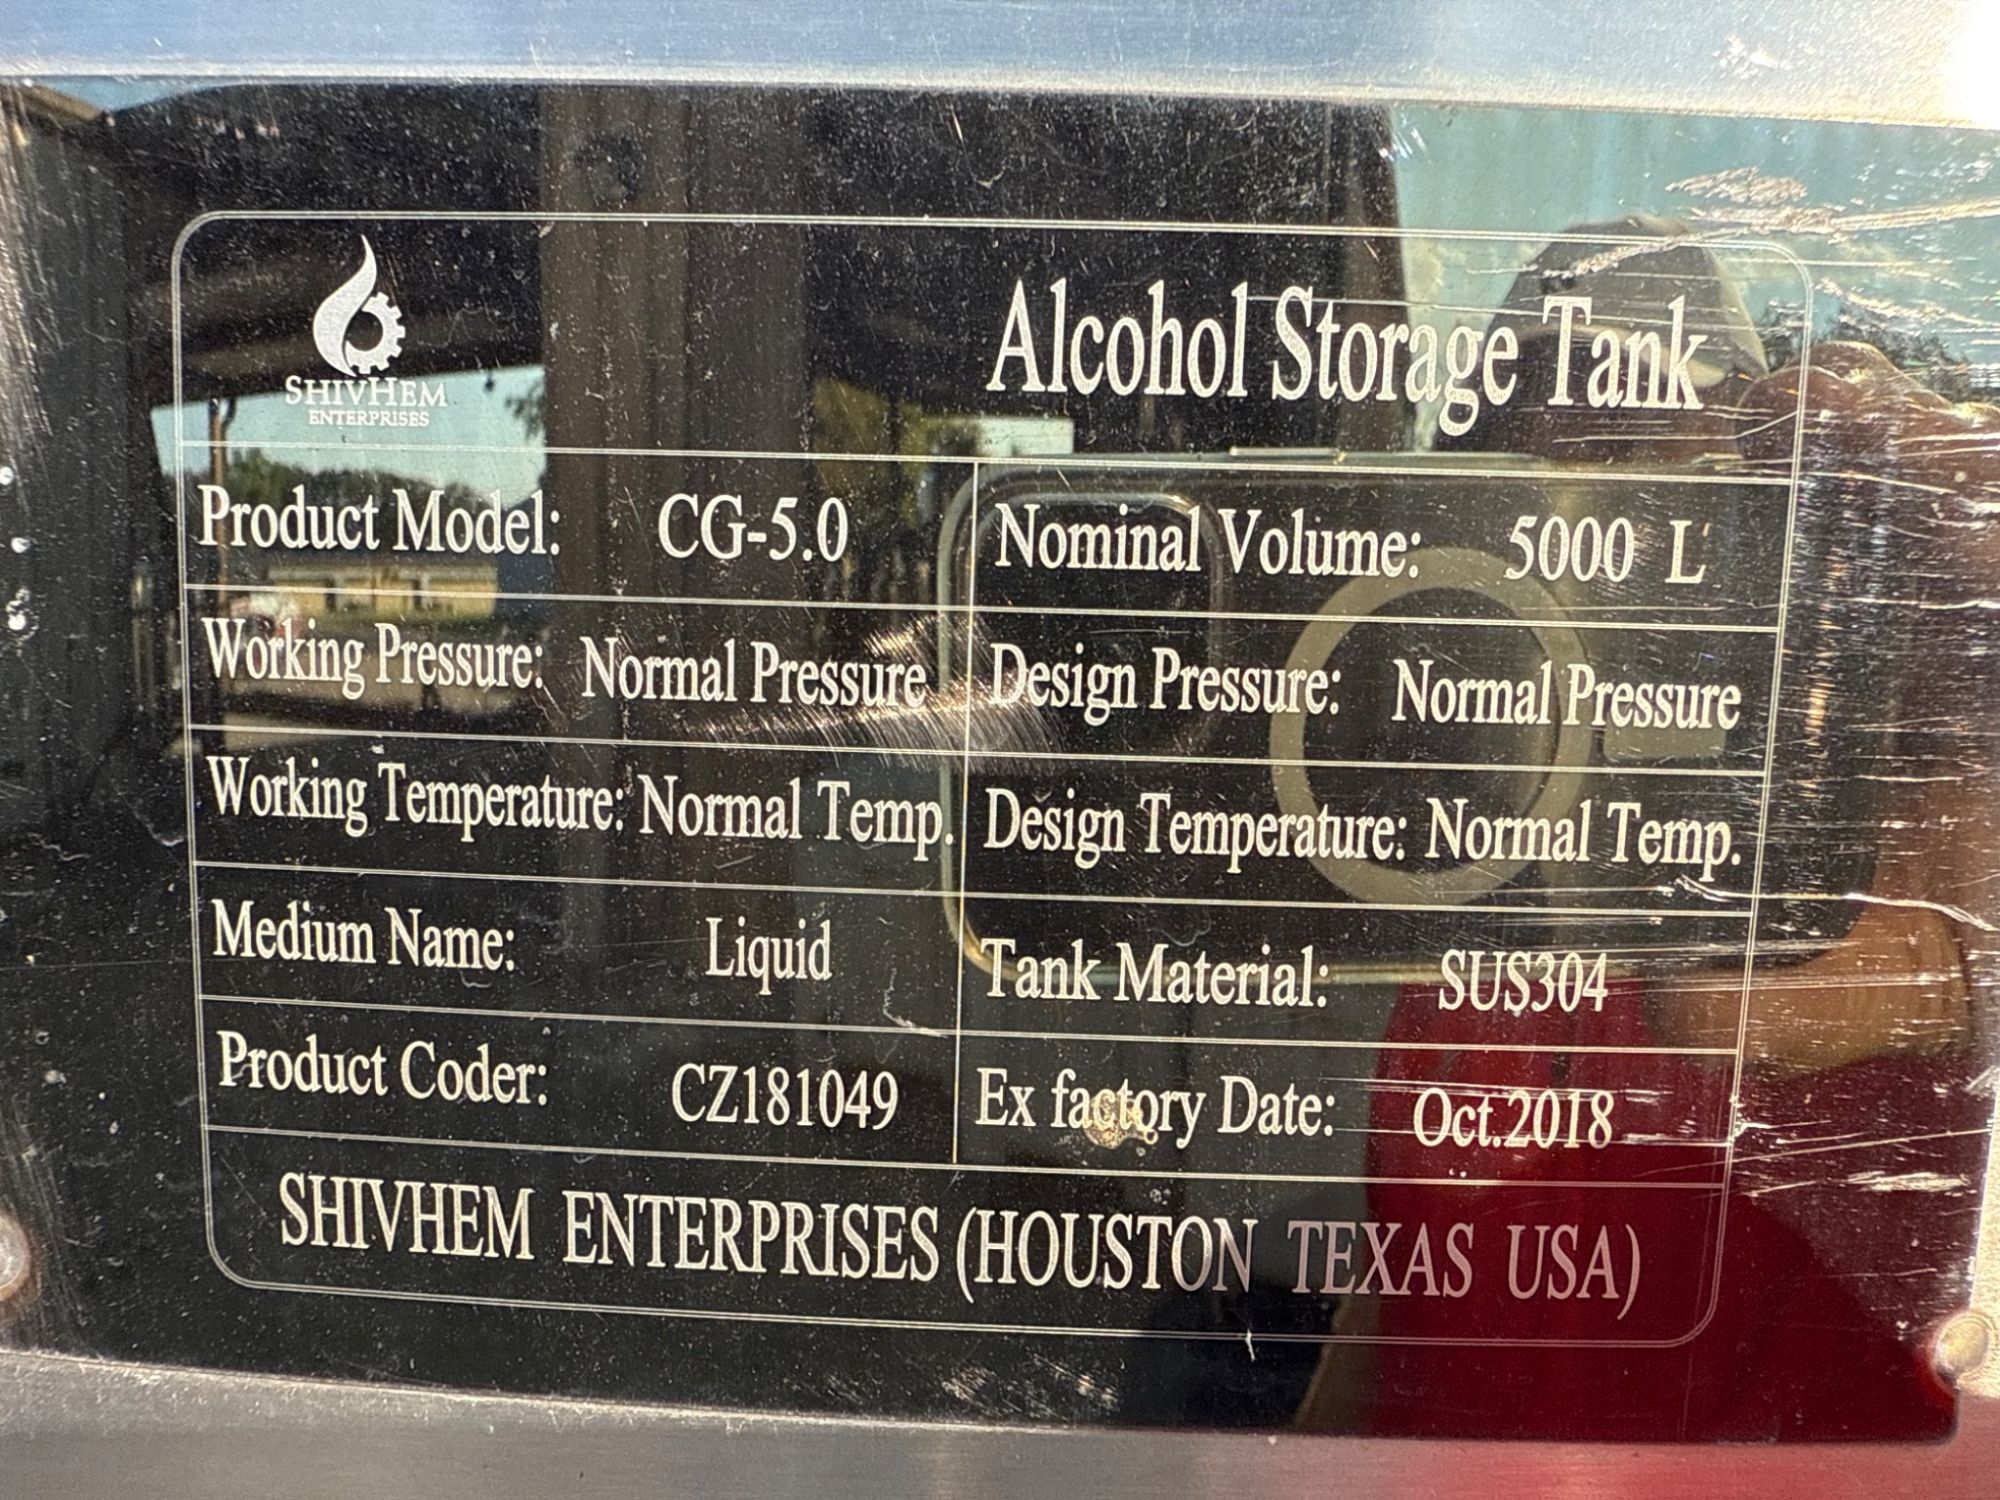 SHIVHEM
ENTERPRISES
Alcohol Storage Tank
Product Model: CG-5.0 Nominal Volume: 5000 L
Working Pressure: Normal Pressure Design Pressure: Normal Pressure
Working Temperature: Normal Temp. Design Temperature: Normal Temp.
Medium Name: Liquid Tank Material: SUS304
Product Coder: CZ181049 Ex factory Date: Oct.2018
SHIVHEM ENTERPRISES (HOUSTON TEXAS USA)